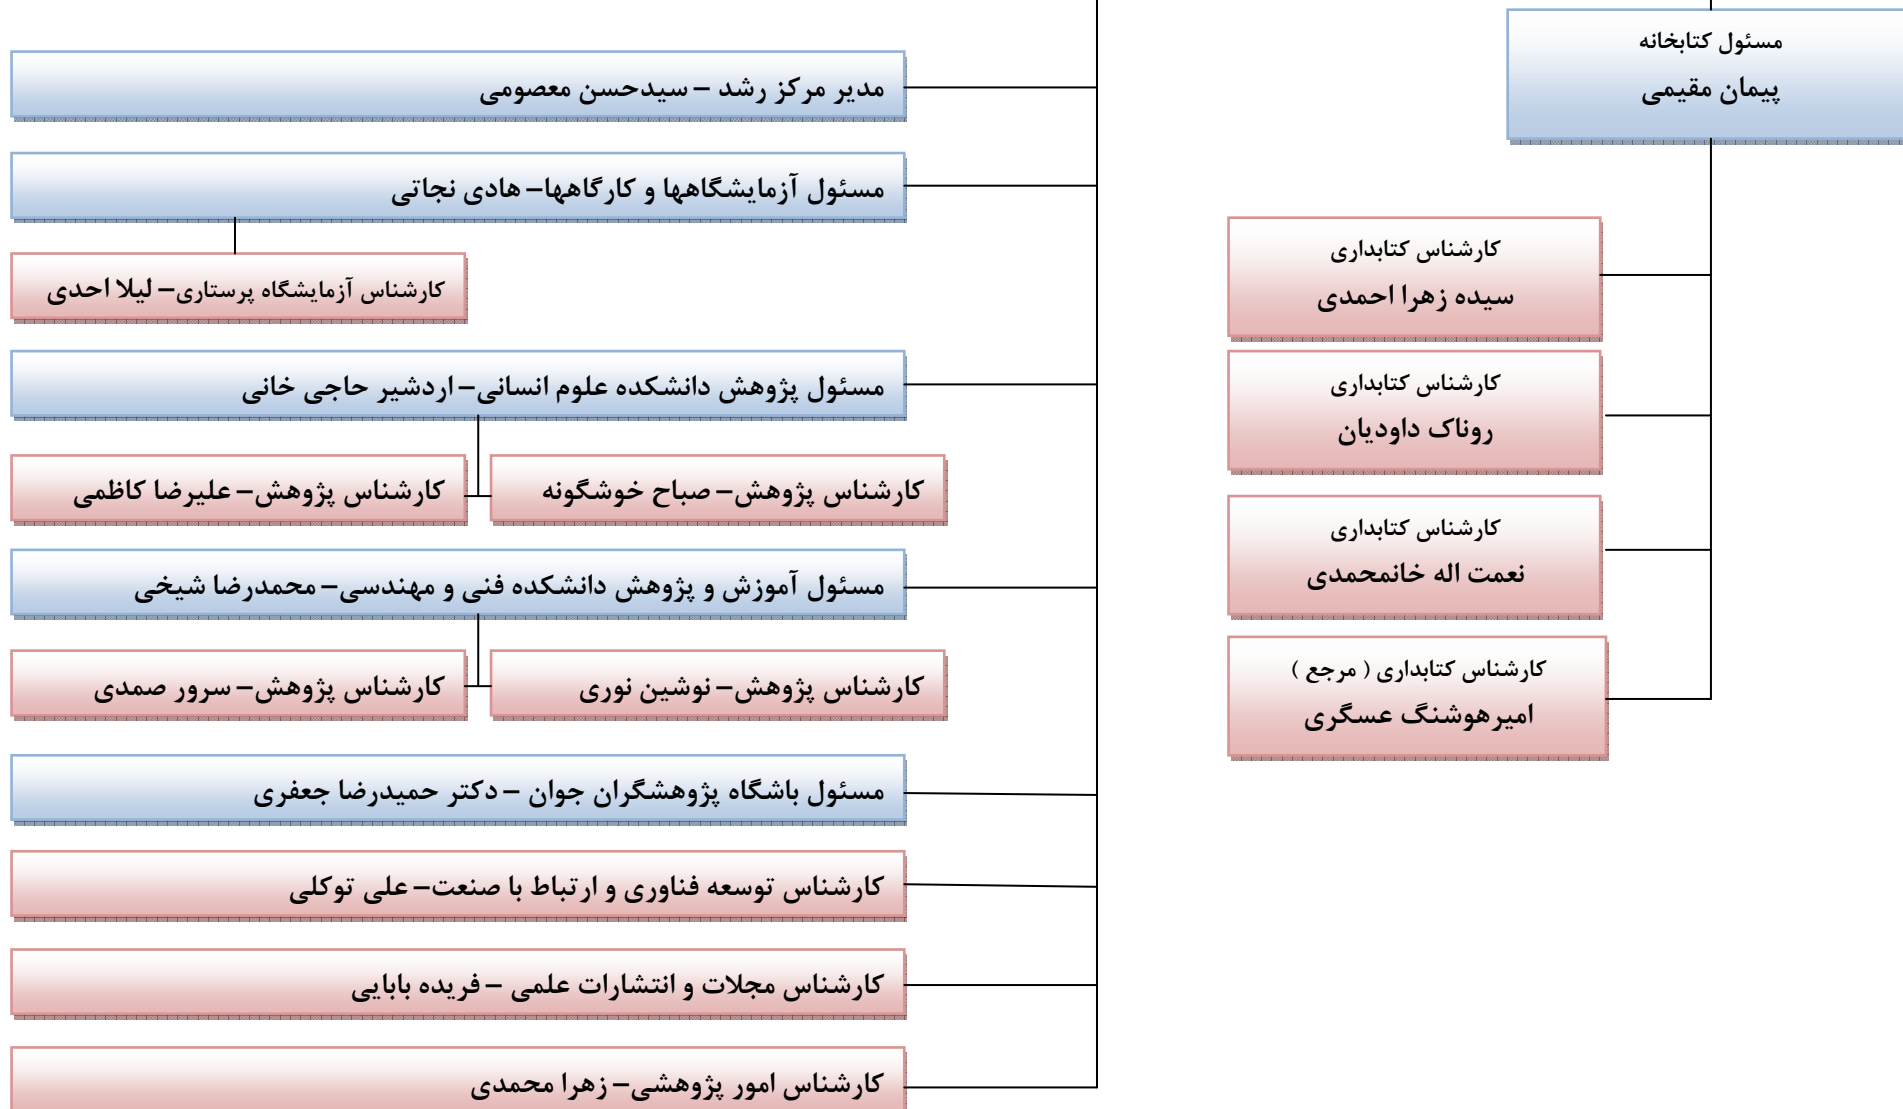 مسئول کتابخانه
پیمان مقیمی
کارشناس کتابداری
سیده زهرا احمدی
کارشناس کتابداری
روناک داودیان
کارشناس کتابداری
نعمت اله خانمحمدی
کارشناس کتابداری ( مرجع )
امیرهوشنگ عسگری
مدیر مرکز رشد – سیدحسن معصومی
مسئول آزمایشگاهها و کارگاهها– هادی نجاتی
کارشناس آزمایشگاه پرستاری– لیلا احدی
مسئول پژوهش دانشکده علوم انسانی– اردشیر حاجی خانی
کارشناس پژوهش– صباح خوشگونه
کارشناس پژوهش– علیرضا کاظمی
مسئول آموزش و پژوهش دانشکده فنی و مهندسی– محمدرضا شیخی
کارشناس پژوهش– نوشین نوری
کارشناس پژوهش– سرور صمدی
مسئول باشگاه پژوهشگران جوان – دکتر حمیدرضا جعفری
کارشناس توسعه فناوری و ارتباط با صنعت– علی توکلی
کارشناس مجلات و انتشارات علمی – فریده بابایی
کارشناس امور پژوهشی– زهرا محمدی